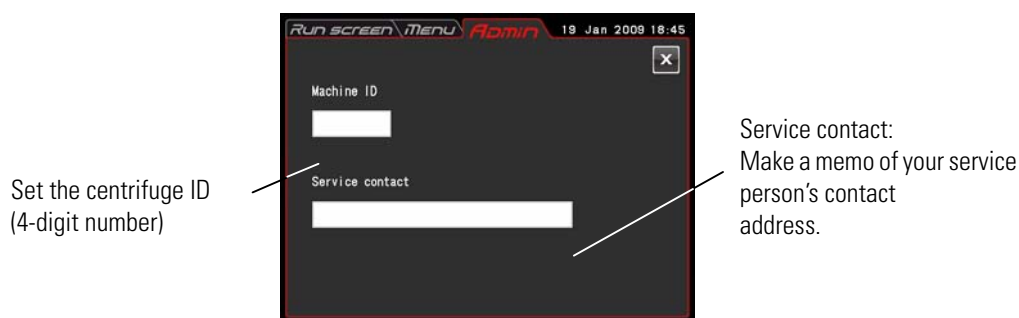 Run screen Menu Admin 19 Jan 2009 18:45
X
Machine ID
Service contact
Set the centrifuge ID
(4-digit number)
Service contact:
Make a memo of your service
person's contact
address.